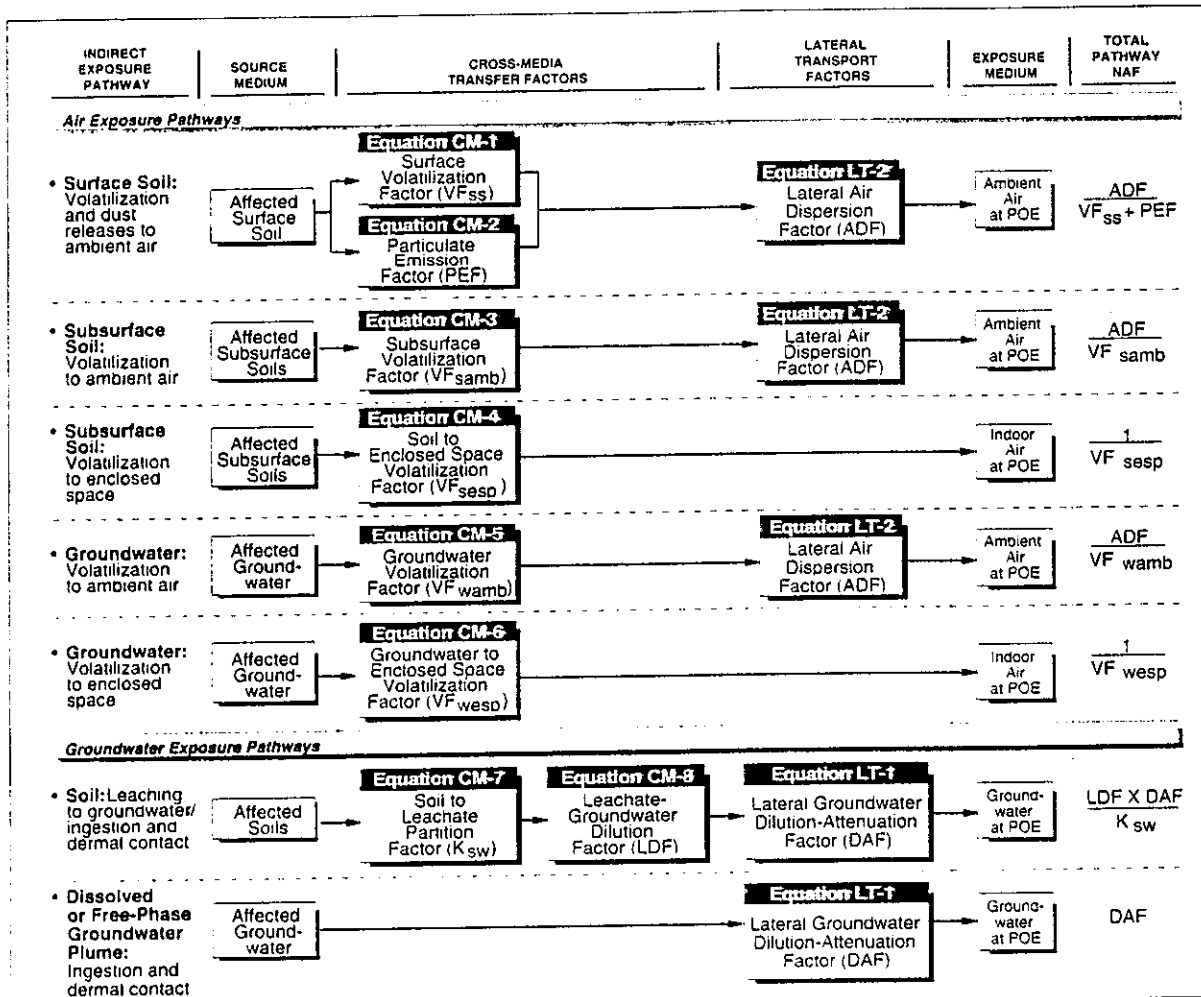 INDIRECT
EXPOSURE
PATHWAY
SOURCE
MEDIUM
CROSS-MEDIA
TRANSFER FACTORS
LATERAL
TRANSPORT
FACTORS
EXPOSURE
MEDIUM
TOTAL
PATHWAY
NAF
Air Exposure Pathways
• Surface Soil:
Volatilization
and dust
releases to
ambient air
Affected
Surface
Soil
Equation CM-1
Surface
Volatilization
Factor (VFss)
Equation CM-2
Particulate
Emission
Factor (PEF)
Equation LT-2
Lateral Air
Dispersion
Factor (ADF)
Ambient
Air
at POE
ADF
VFss + PEF
• Subsurface
Soil:
Volatilization
to ambient air
Affected
Subsurface
Soils
Equation CM-3
Subsurface
Volatilization
Factor (VFsamb)
Equation LT-2
Lateral Air
Dispersion
Factor (ADF)
Ambient
Air
at POE
ADF
VF samb
• Subsurface
Soil:
Volatilization
to enclosed
space
Affected
Subsurface
Soils
Equation CM-4
Soil to
Enclosed Space
Volatilization
Factor (VFsesp)
Indoor
Air
at POE
1
VF sesp
• Groundwater:
Volatilization
to ambient air
Affected
Ground-
water
Equation CM-5
Groundwater
Volatilization
Factor (VFwamb)
Equation LT-2
Lateral Air
Dispersion
Factor (ADF)
Ambient
Air
at POE
ADF
VF wamb
• Groundwater:
Volatilization
to enclosed
space
Affected
Ground-
water
Equation CM-6
Groundwater to
Enclosed Space
Volatilization
Factor (VFwesp)
Indoor
Air
at POE
1
VF wesp
Groundwater Exposure Pathways
• Soil: Leaching
to groundwater/
ingestion and
dermal contact
Affected
Soils
Equation CM-7
Soil to
Leachate
Partition
Factor (Ksw)
Equation CM-8
Leachate-
Groundwater
Dilution
Factor (LDF)
Equation LT-1
Lateral Groundwater
Dilution-Attenuation
Factor (DAF)
Ground-
water
at POE
LDF X DAF
K sw
• Dissolved
or Free-Phase
Groundwater
Plume:
Ingestion and
dermal contact
Affected
Ground-
water
Equation LT-1
Lateral Groundwater
Dilution-Attenuation
Factor (DAF)
Ground-
water
at POE
DAF